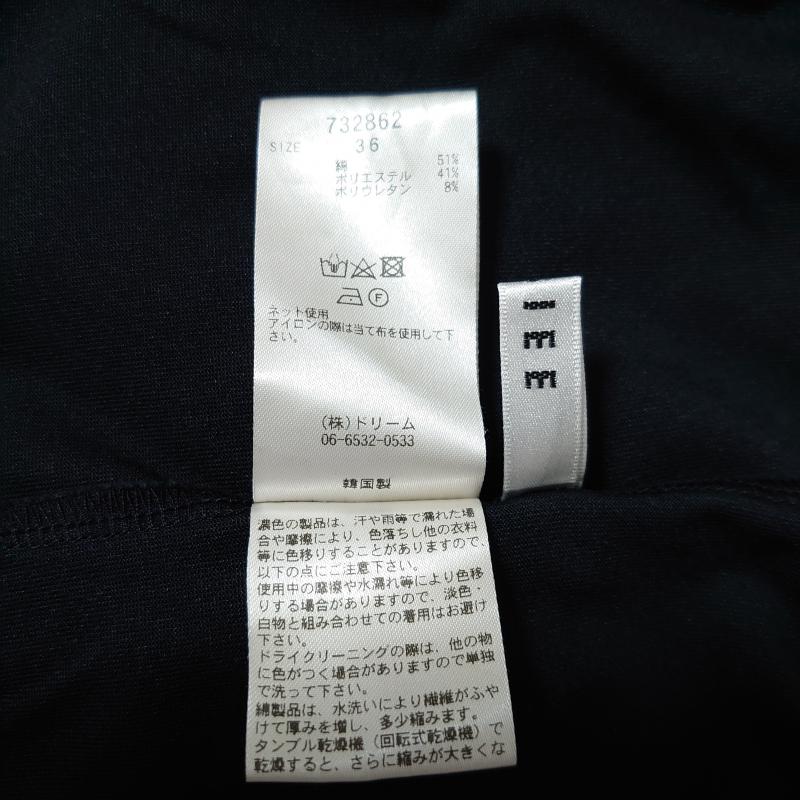 732862
SIZE 36
綿 51%
ポリエステル 41%
ポリウレタン 8%
F
ネット使用
アイロンの際は当て布を使用して下
さい。
(株)ドリーム
06-6532-0533
韓国製
濃色の製品は、汗や雨等で濡れた場
合や摩擦により、色落ちし他の衣料
等に色移りすることがありますので、
以下の点にご注意下さい。
使用中の摩擦や水濡れ等により色移
りする場合がありますので、淡色・
白物と組み合わせての着用はお避け
下さい。
ドライクリーニングの際は、他の物
に色がつく場合がありますので単独
で洗って下さい。
綿製品は、水洗いにより繊維がふや
けて厚みを増し、多少縮みます。
タンブル乾燥機(回転式乾燥機)で
乾燥すると、さらに縮みが大きくな